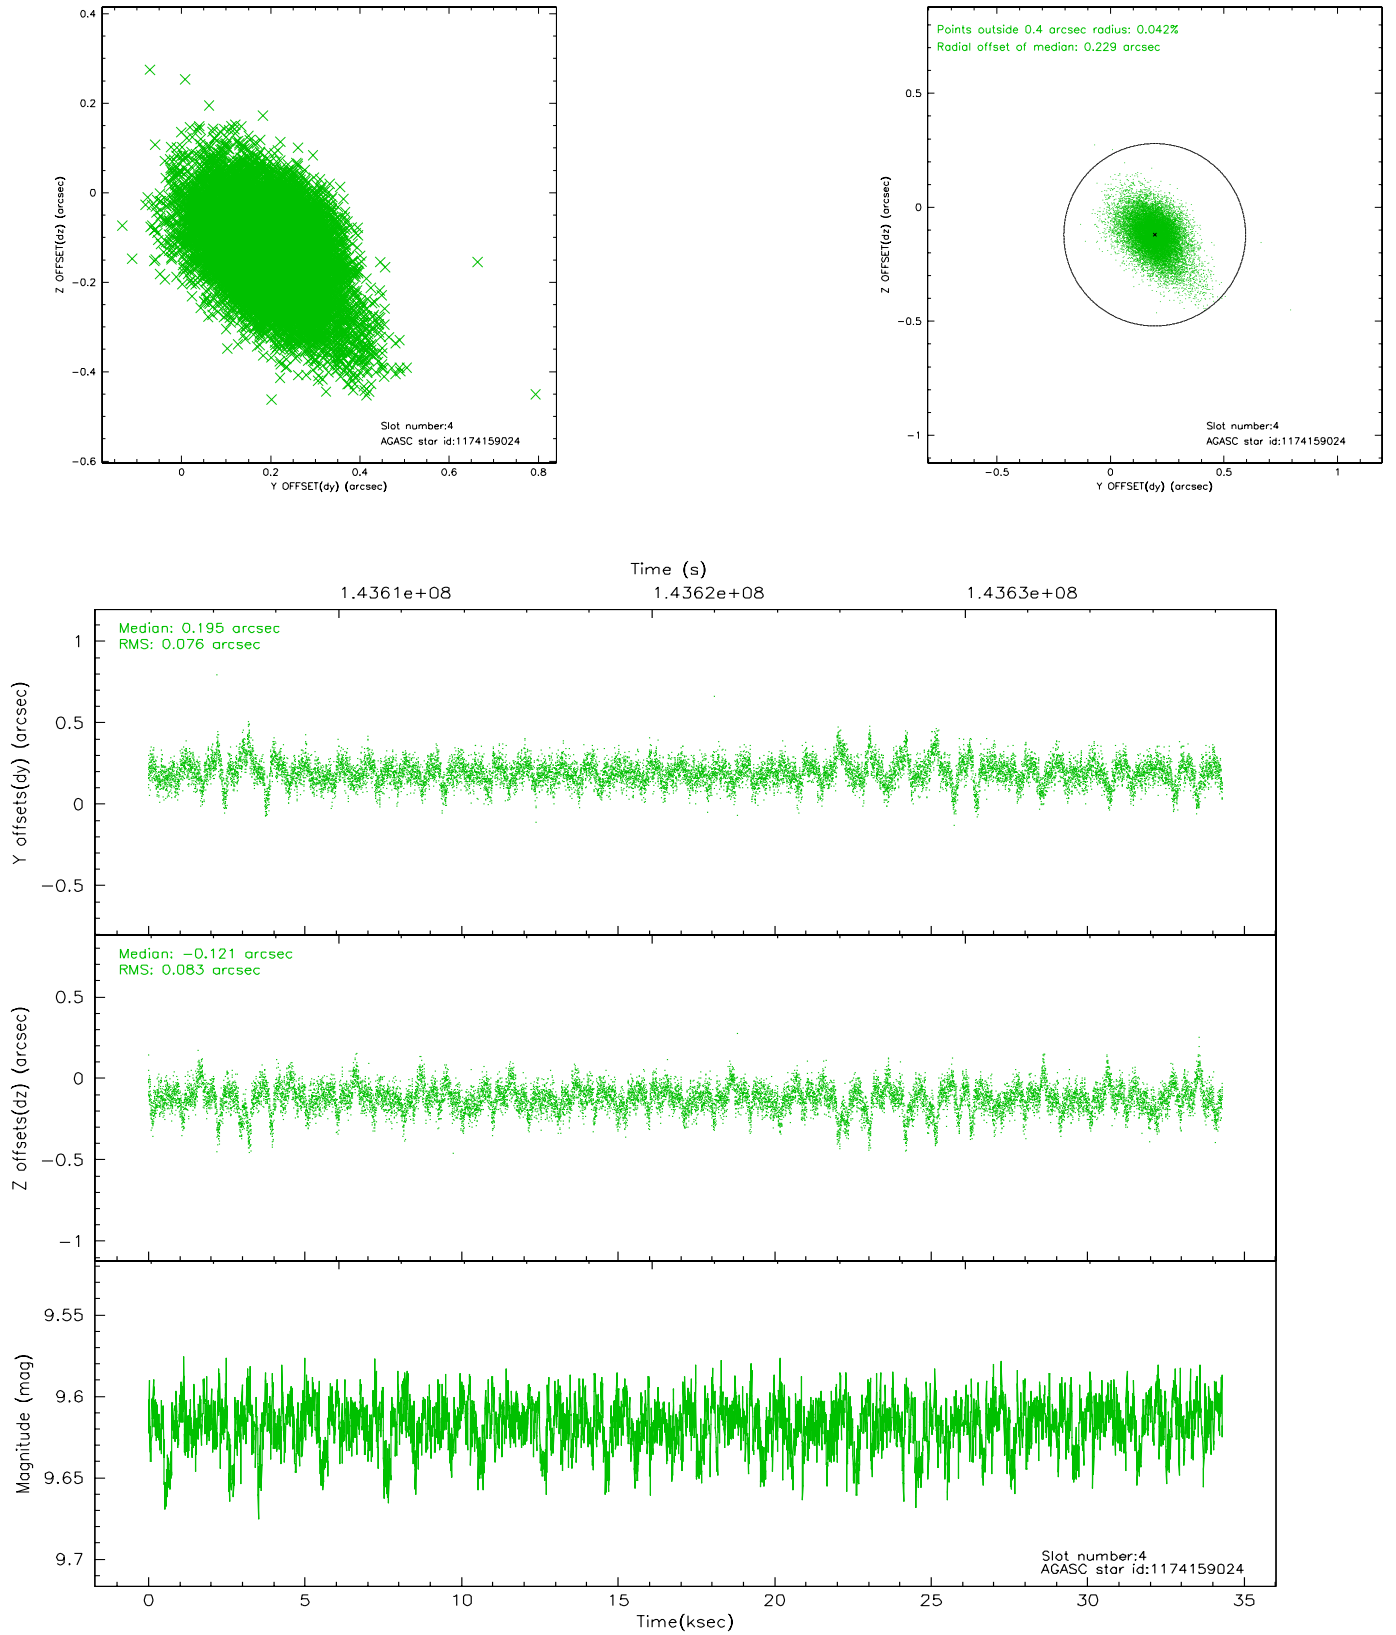 0.4
0.2
0
-0.2
-0.4
-0.6
Z OFFSET(dz) (arcsec)
Slot number:4
AGASC star id:1174159024
0 0.2 0.4 0.6 0.8
Y OFFSET(dy) (arcsec)
Points outside 0.4 arcsec radius: 0.042%
Radial offset of median: 0.229 arcsec
0.5
0
-0.5
-1
Z OFFSET(dz) (arcsec)
Slot number:4
AGASC star id:1174159024
-0.5 0 0.5 1
Y OFFSET(dy) (arcsec)
Time (s)
1.4361e+08 1.4362e+08 1.4363e+08
Median: 0.195 arcsec
RMS: 0.076 arcsec
1
0.5
0
-0.5
Y offsets(dy) (arcsec)
Median: -0.121 arcsec
RMS: 0.083 arcsec
0.5
0
-0.5
-1
Z offsets(dz) (arcsec)
9.55
9.6
9.65
9.7
Magnitude (mag)
Slot number:4
AGASC star id:1174159024
0 5 10 15 20 25 30 35
Time(ksec)